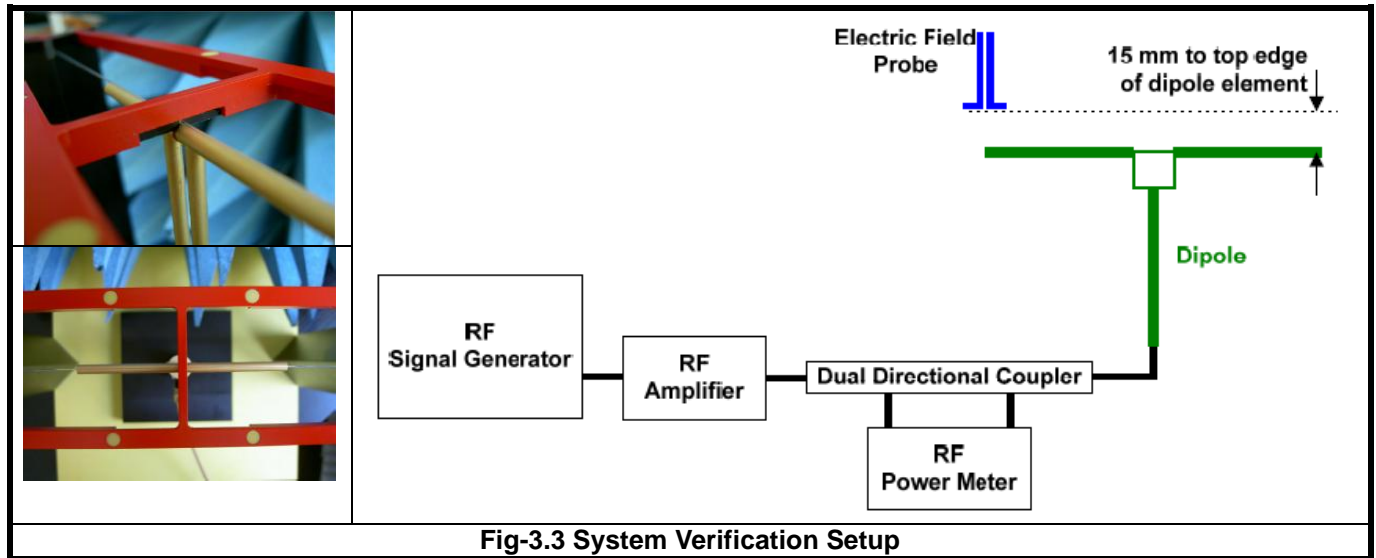 Electric Field
Probe
15 mm to top edge
of dipole element
Dipole
RF
Signal Generator
RF
Amplifier
Dual Directional Coupler
RF
Power Meter
Fig-3.3 System Verification Setup